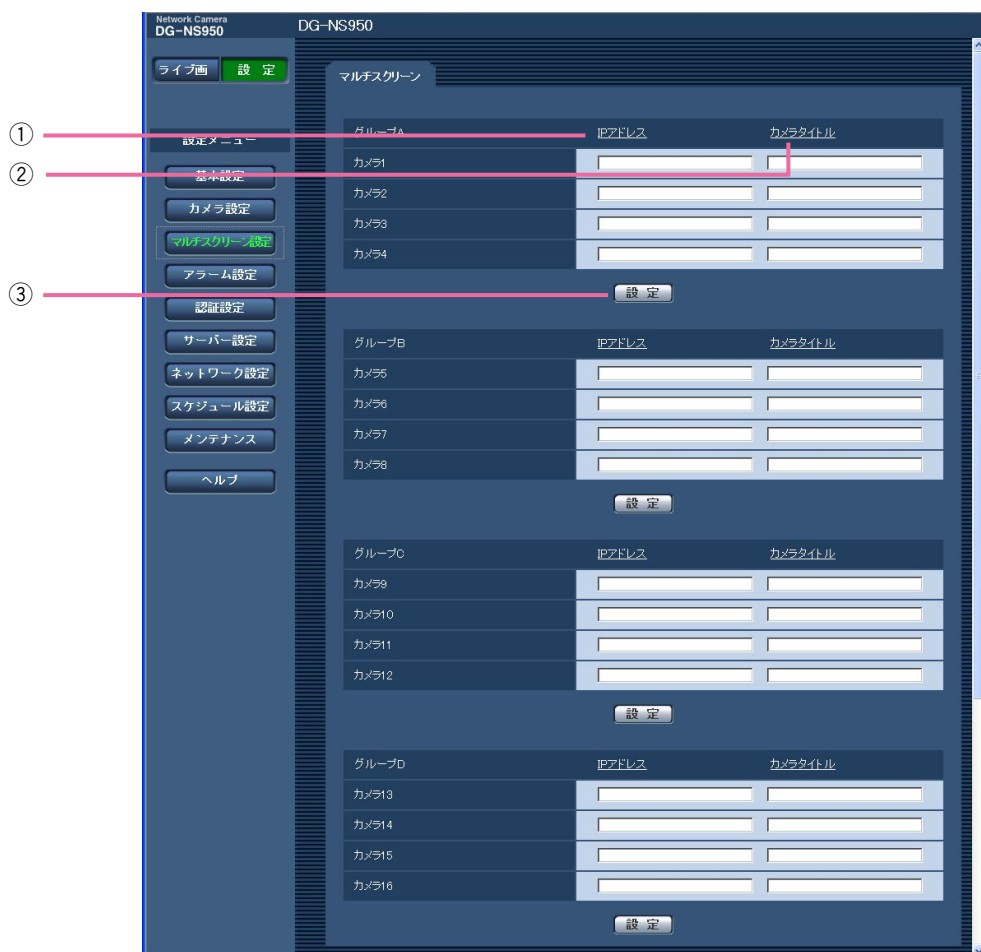 Network Camera
DG-NS950
DG-NS950
ライブ画
設 定
設定メニュー
基本設定
カメラ設定
マルチスクリーン設定
アラーム設定
認証設定
サーバー設定
ネットワーク設定
スケジュール設定
メンテナンス
ヘルプ
マルチスクリーン
①
②
③
グループA IPアドレス カメラタイトル
カメラ1
カメラ2
カメラ3
カメラ4
設 定
グループB IPアドレス カメラタイトル
カメラ5
カメラ6
カメラ7
カメラ8
設 定
グループC IPアドレス カメラタイトル
カメラ9
カメラ10
カメラ11
カメラ12
設 定
グループD IPアドレス カメラタイトル
カメラ13
カメラ14
カメラ15
カメラ16
設 定